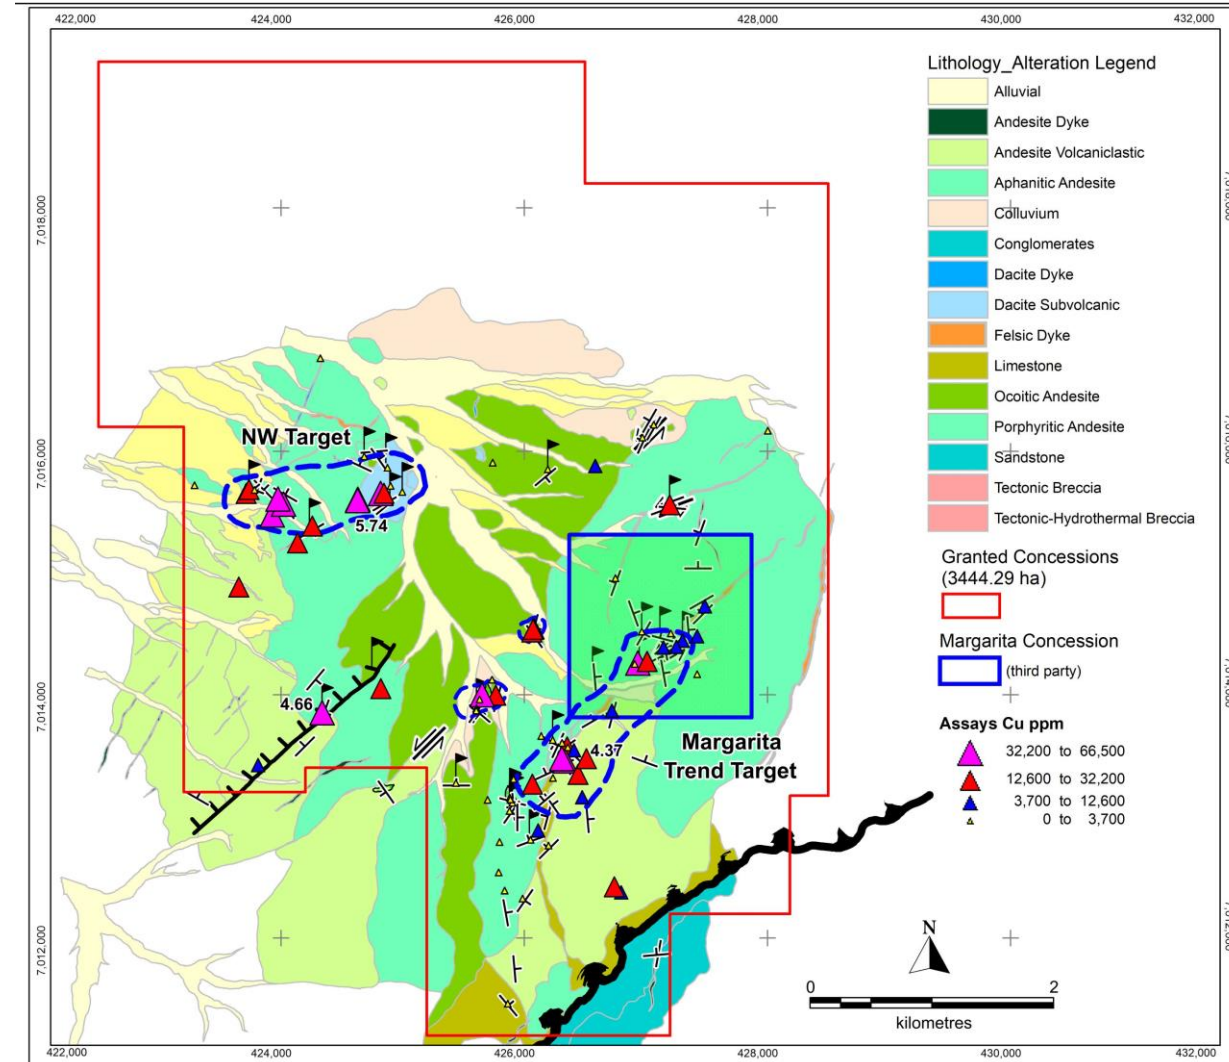 422,000 424,000 426,000 428,000 430,000 432,000
Lithology_Alteration Legend
Alluvial
Andesite Dyke
Andesite Volcaniclastic
Aphanitic Andesite
Colluvium
Conglomerates
Dacite Dyke
Dacite Subvolcanic
Felsic Dyke
Limestone
Ocoitic Andesite
Porphyritic Andesite
Sandstone
Tectonic Breccia
Tectonic-Hydrothermal Breccia
Granted Concessions
(3444.29 ha)
Margarita Concession
(third party)
Assays Cu ppm
32,200 to 66,500
12,600 to 32,200
3,700 to 12,600
0 to 3,700
7,018,000
7,016,000
7,014,000
7,012,000
NW Target
5.74
4.66
4.37
Margarita
Trend Target
N
0 2
kilometres
422,000 424,000 426,000 428,000 430,000 432,000